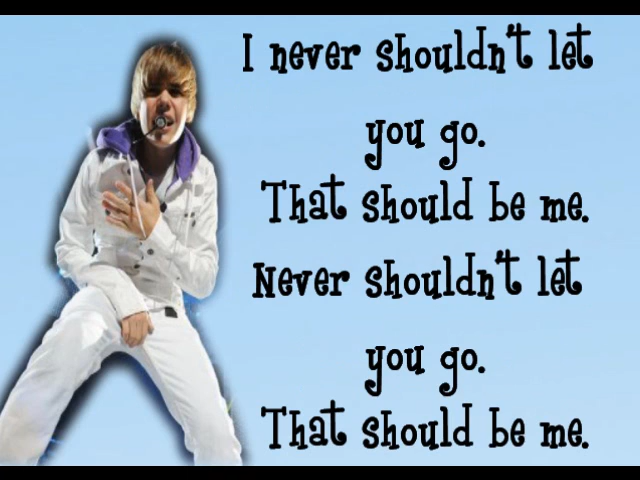 I never shouldn't let
you go.
That should be me.
Never shouldn't let
you go.
That should be me.